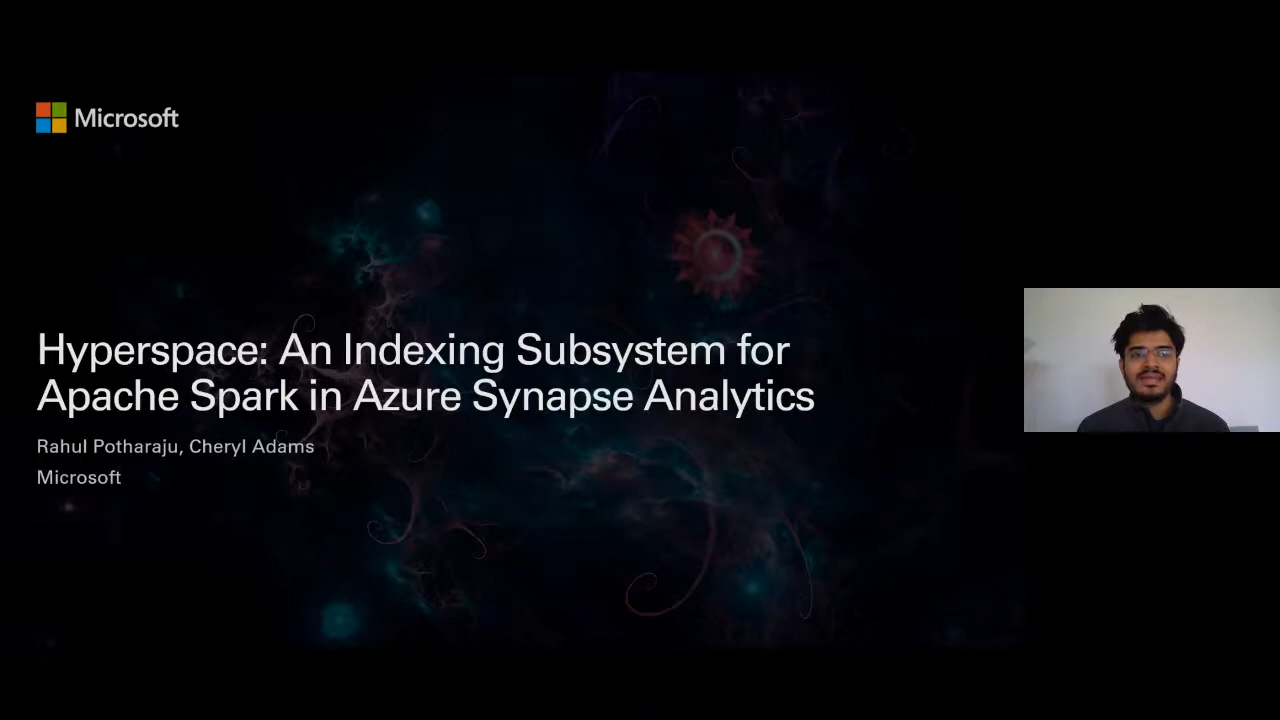 Microsoft
Hyperspace: An Indexing Subsystem for
Apache Spark in Azure Synapse Analytics
Rahul Potharaju, Cheryl Adams
Microsoft